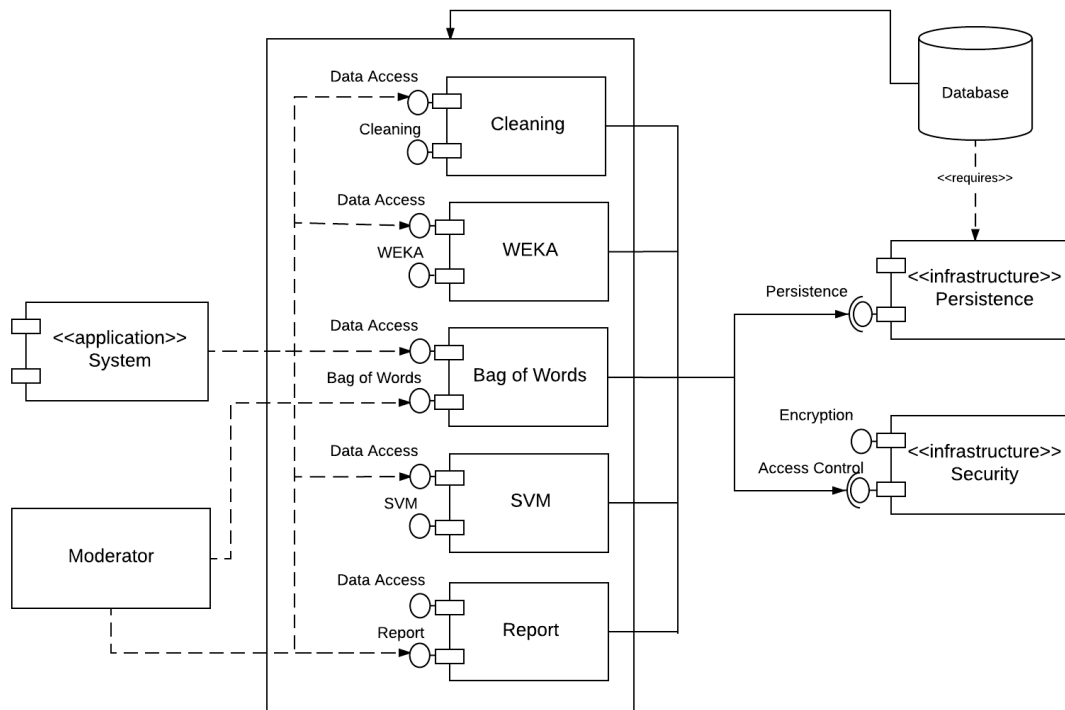 Data Access
Cleaning
Cleaning
Data Access
WEKA
WEKA
<<application>>
System
Data Access
Bag of Words
Bag of Words
Moderator
Data Access
SVM
SVM
Data Access
Report
Report
Database
<<requires>>
Persistence
<<infrastructure>>
Persistence
Encryption
Access Control
<<infrastructure>>
Security